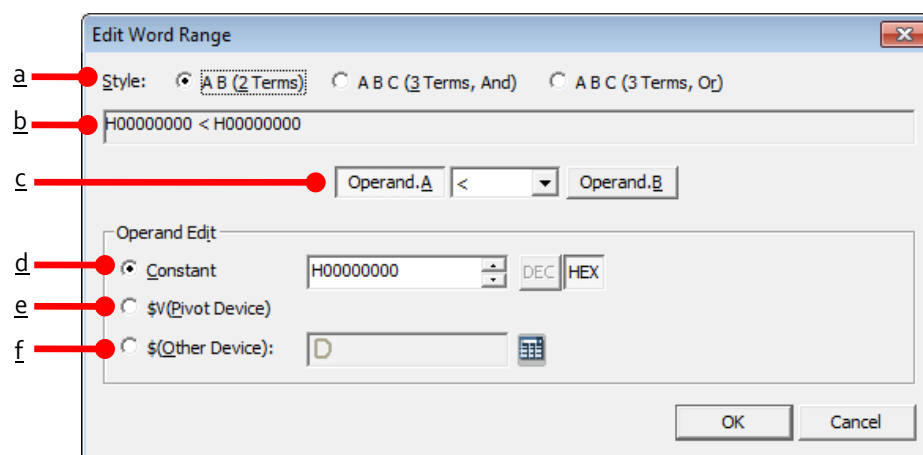 Edit Word Range
a Style: A B (2 Terms) A B C (3 Terms, And) A B C (3 Terms, Or)
b H00000000 < H00000000
c Operand.A < Operand.B
Operand Edit
d Constant H00000000 DEC HEX
e $V(Pivot Device)
f $(Other Device): D
OK Cancel